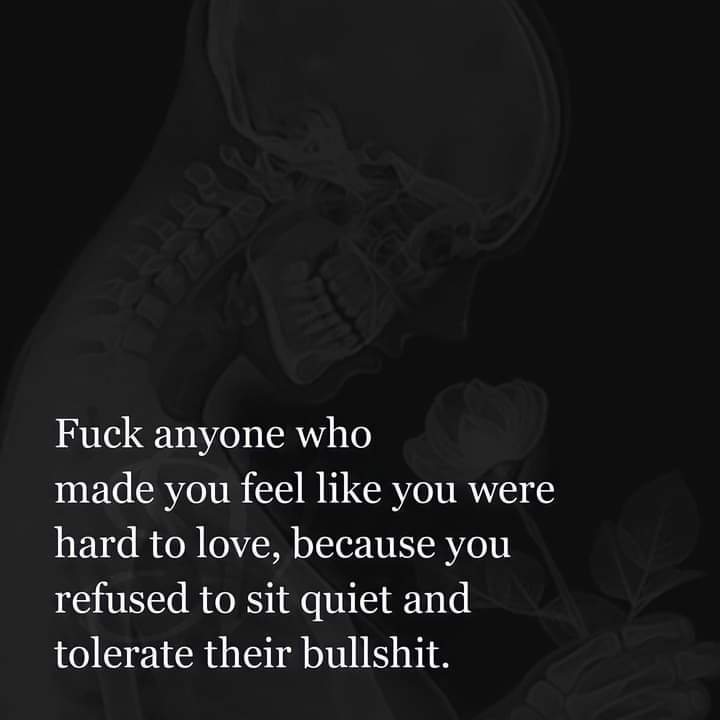 Fuck anyone who
made you feel like you were
hard to love, because you
refused to sit quiet and
tolerate their bullshit.